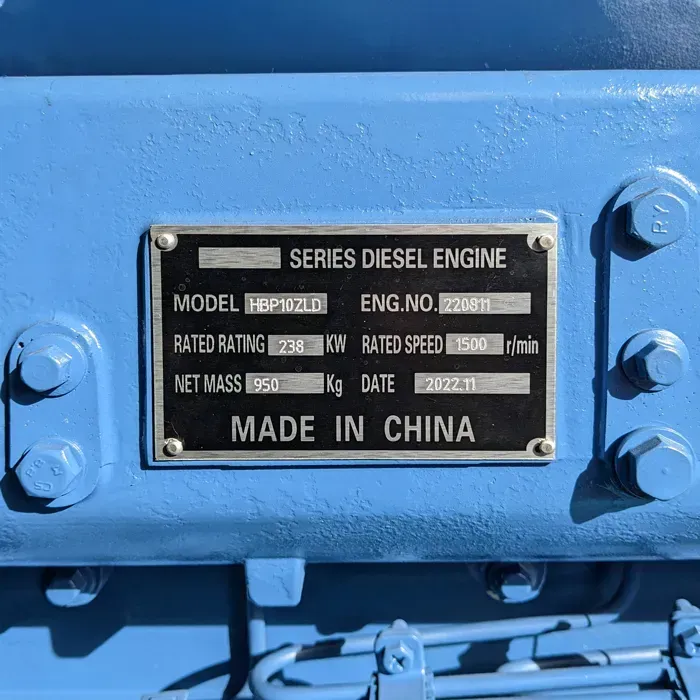 SERIES DIESEL ENGINE
MODEL HBP10ZLD ENG.NO. 220811
RATED RATING 238 KW RATED SPEED 1500 r/min
NET MASS 950 Kg DATE 2022.11
MADE IN CHINA
RY